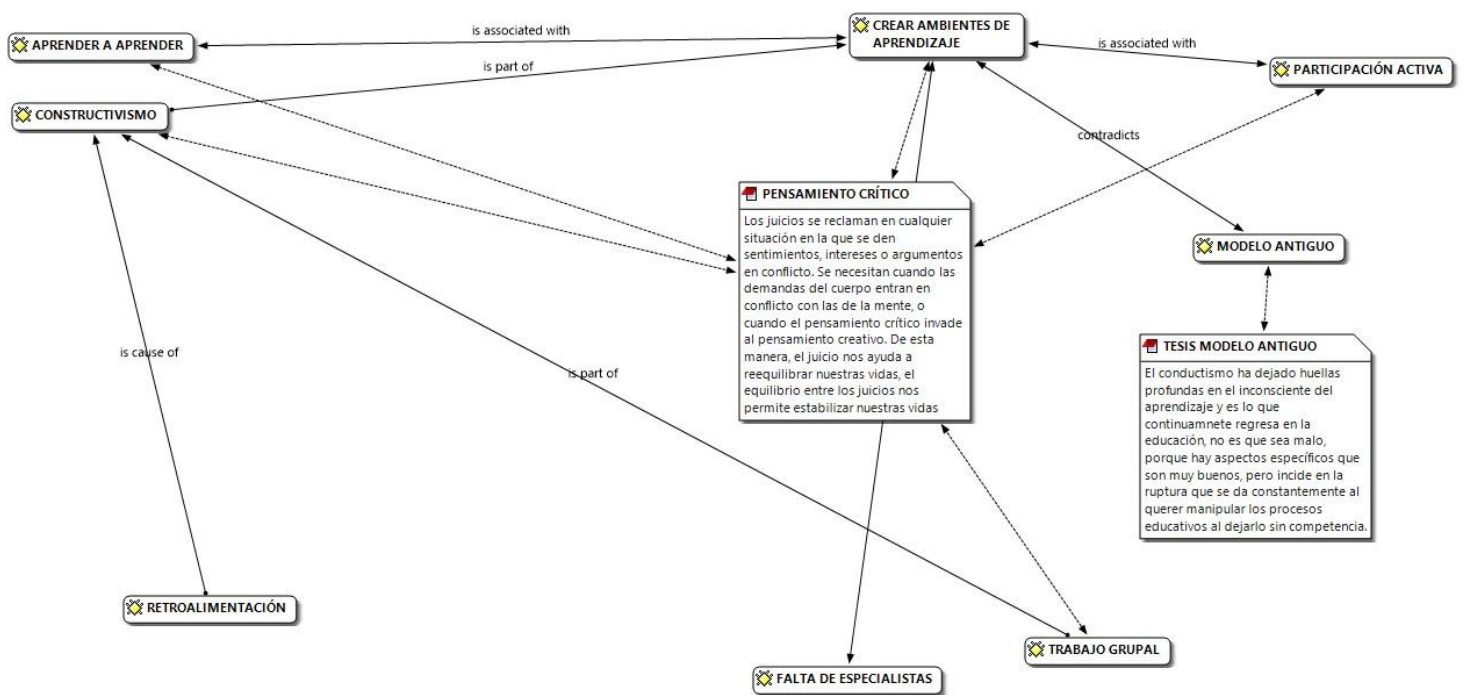 CREAR AMBIENTES DE
APRENDIZAJE
is associated with
APRENDER A APRENDER
is associated with
PARTICIPACIÓN ACTIVA
is part of
CONSTRUCTIVISMO
contradicts
PENSAMIENTO CRÍTICO
Los juicios se reclaman en cualquier
situación en la que se den
sentimientos, intereses o argumentos
en conflicto. Se necesitan cuando las
demandas del cuerpo entran en
conflicto con las de la mente, o
cuando el pensamiento crítico invade
al pensamiento creativo. De esta
manera, el juicio nos ayuda a
reequilibrar nuestras vidas, el
equilibrio entre los juicios nos
permite estabilizar nuestras vidas
MODELO ANTIGUO
TESIS MODELO ANTIGUO
El conductismo ha dejado huellas
profundas en el inconsciente del
aprendizaje y es lo que
continuamnete regresa en la
educación, no es que sea malo,
porque hay aspectos específicos que
son muy buenos, pero incide en la
ruptura que se da constantemente al
querer manipular los procesos
educativos al dejarlo sin competencia.
is cause of
is part of
RETROALIMENTACIÓN
TRABAJO GRUPAL
FALTA DE ESPECIALISTAS